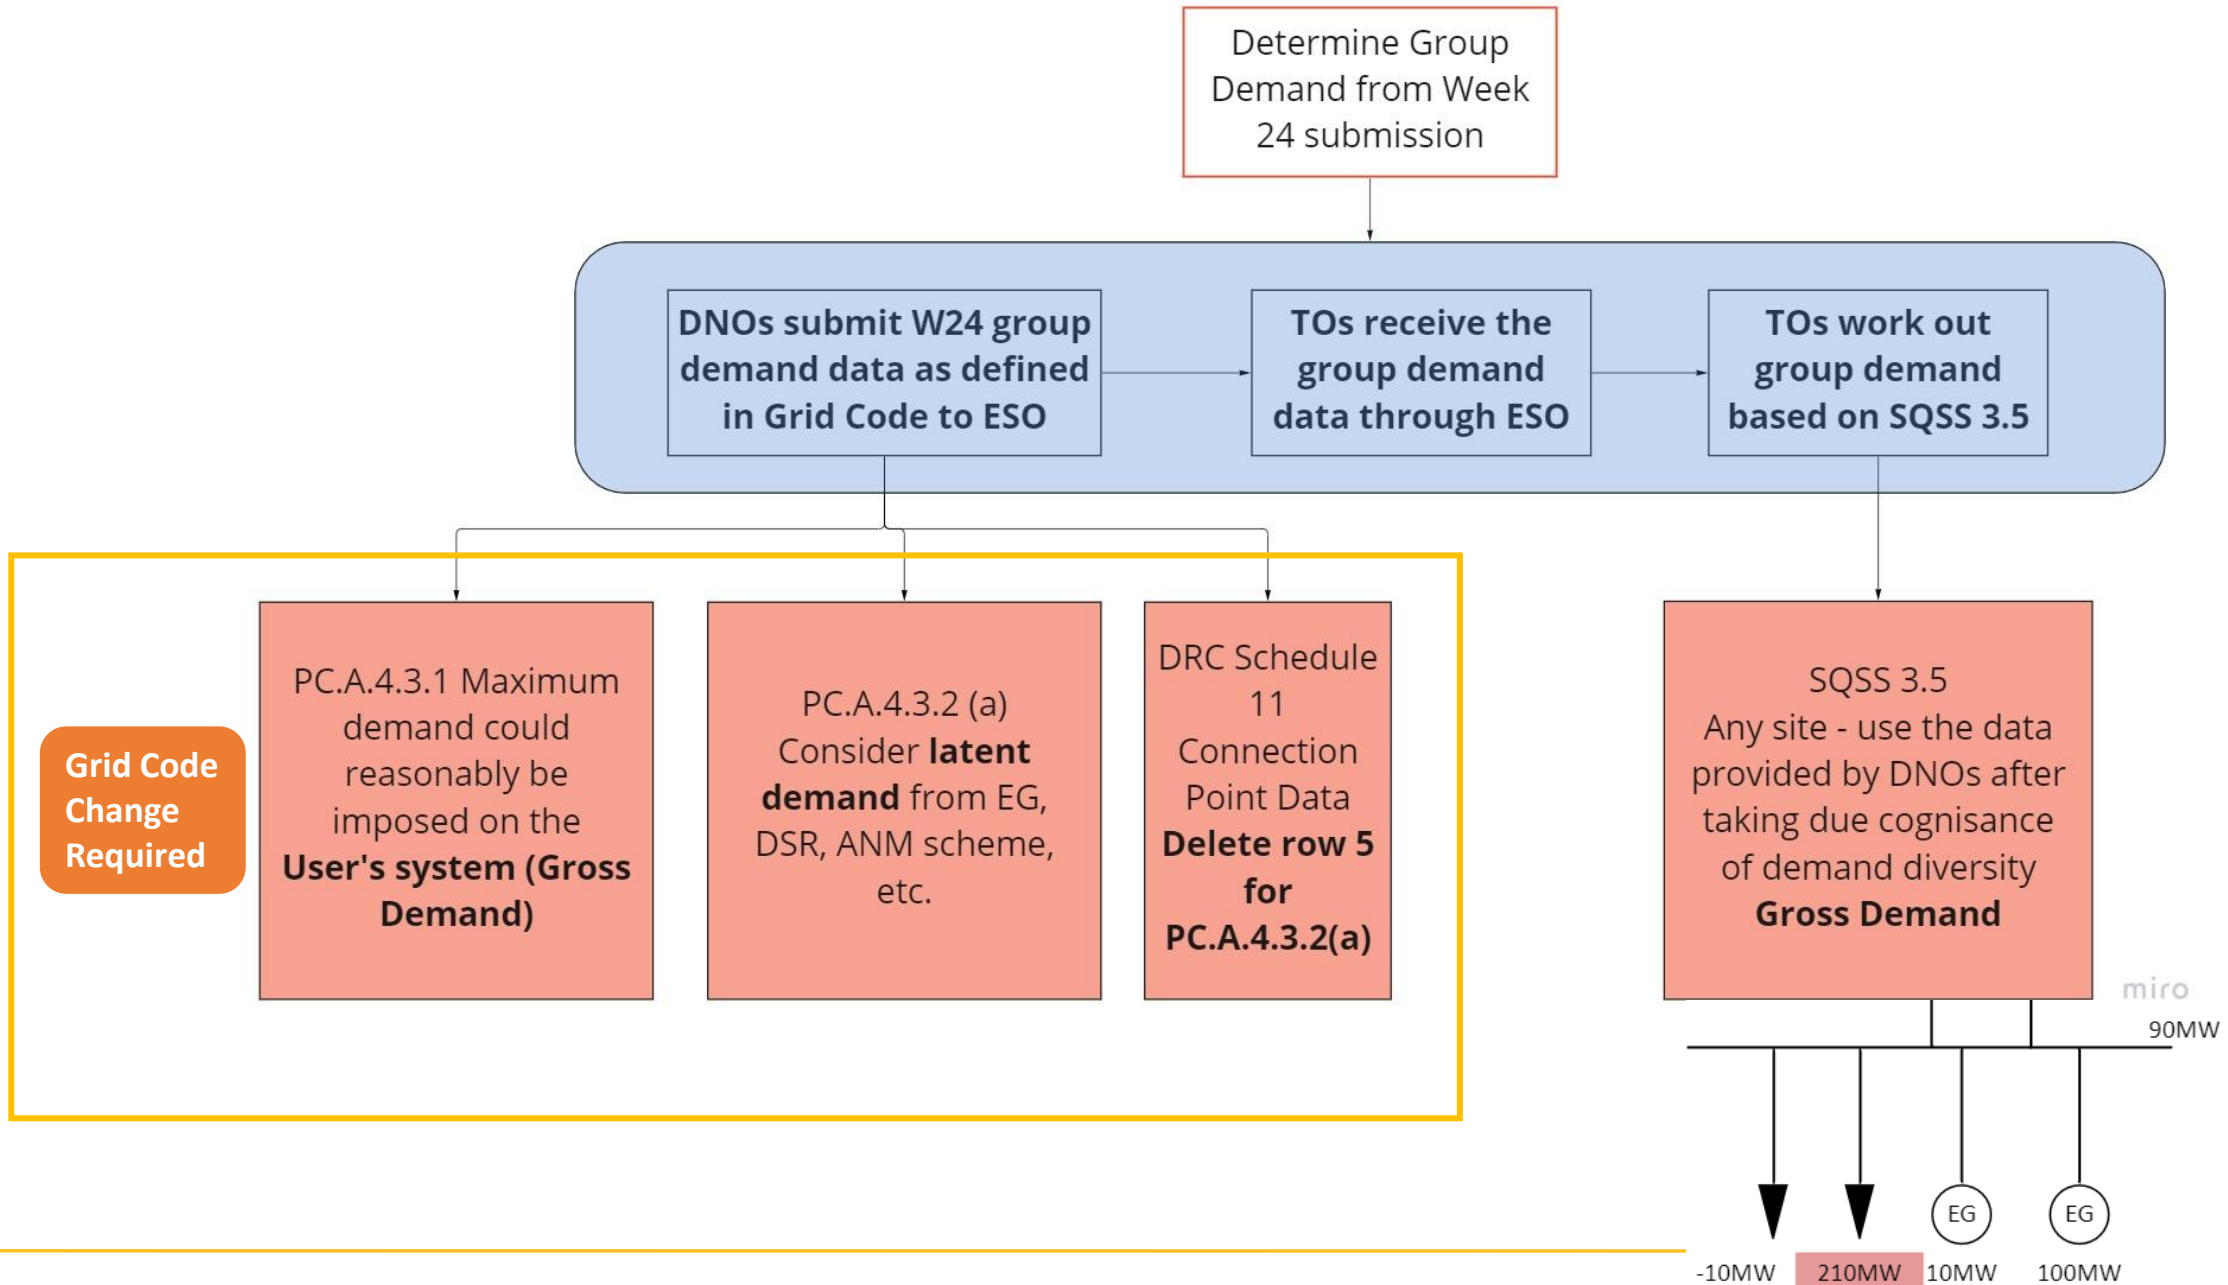 Determine Group
Demand from Week
24 submission
DNOs submit W24 group
demand data as defined
in Grid Code to ESO
TOs receive the
group demand
data through ESO
TOs work out
group demand
based on SQSS 3.5
Grid Code
Change
Required
PC.A.4.3.1 Maximum
demand could
reasonably be
imposed on the
User's system (Gross
Demand)
PC.A.4.3.2 (a)
Consider latent
demand from EG,
DSR, ANM scheme,
etc.
DRC Schedule
11
Connection
Point Data
Delete row 5
for
PC.A.4.3.2(a)
SQSS 3.5
Any site - use the data
provided by DNOs after
taking due cognisance
of demand diversity
Gross Demand
miro
90MW
EG
EG
-10MW
210MW
10MW
100MW